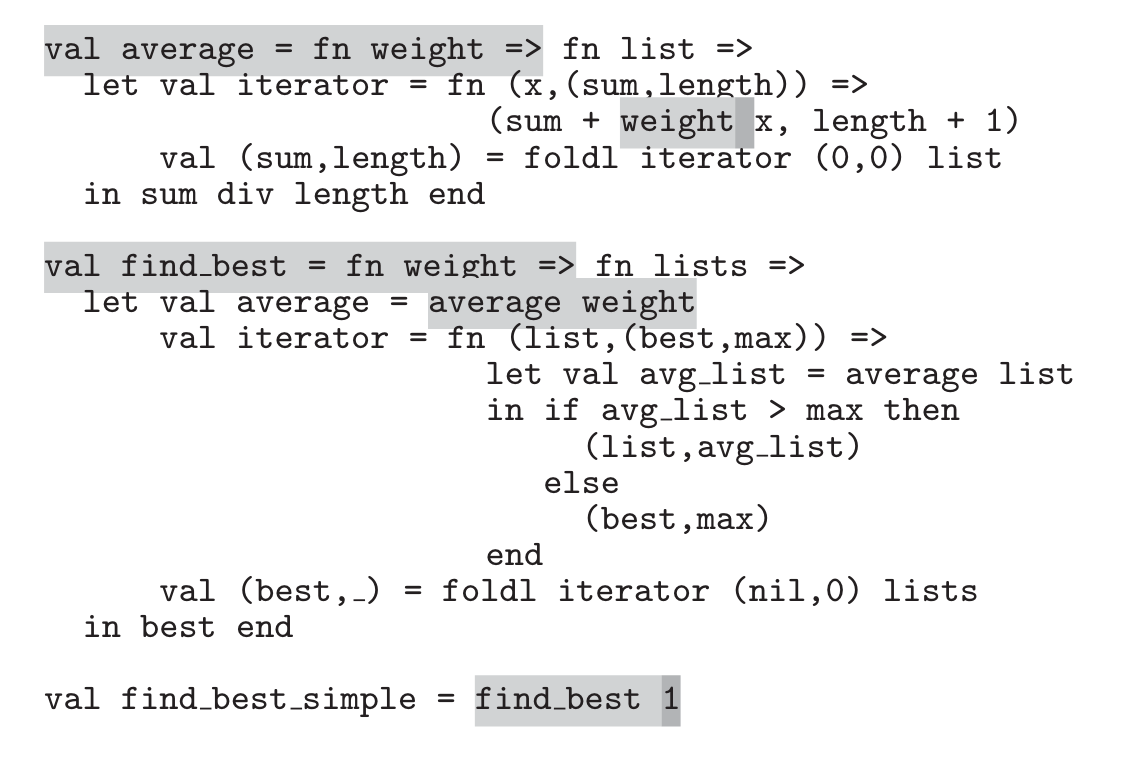 val average = fn weight => fn list =>
  let val iterator = fn (x,(sum,length)) =>
                       (sum + weight x, length + 1)
      val (sum,length) = foldl iterator (0,0) list
  in sum div length end

val find_best = fn weight => fn lists =>
  let val average = average weight
      val iterator = fn (list,(best,max)) =>
                       let val avg_list = average list
                       in if avg_list > max then
                            (list,avg_list)
                          else
                            (best,max)
                       end
      val (best,_) = foldl iterator (nil,0) lists
  in best end

val find_best_simple = find_best 1